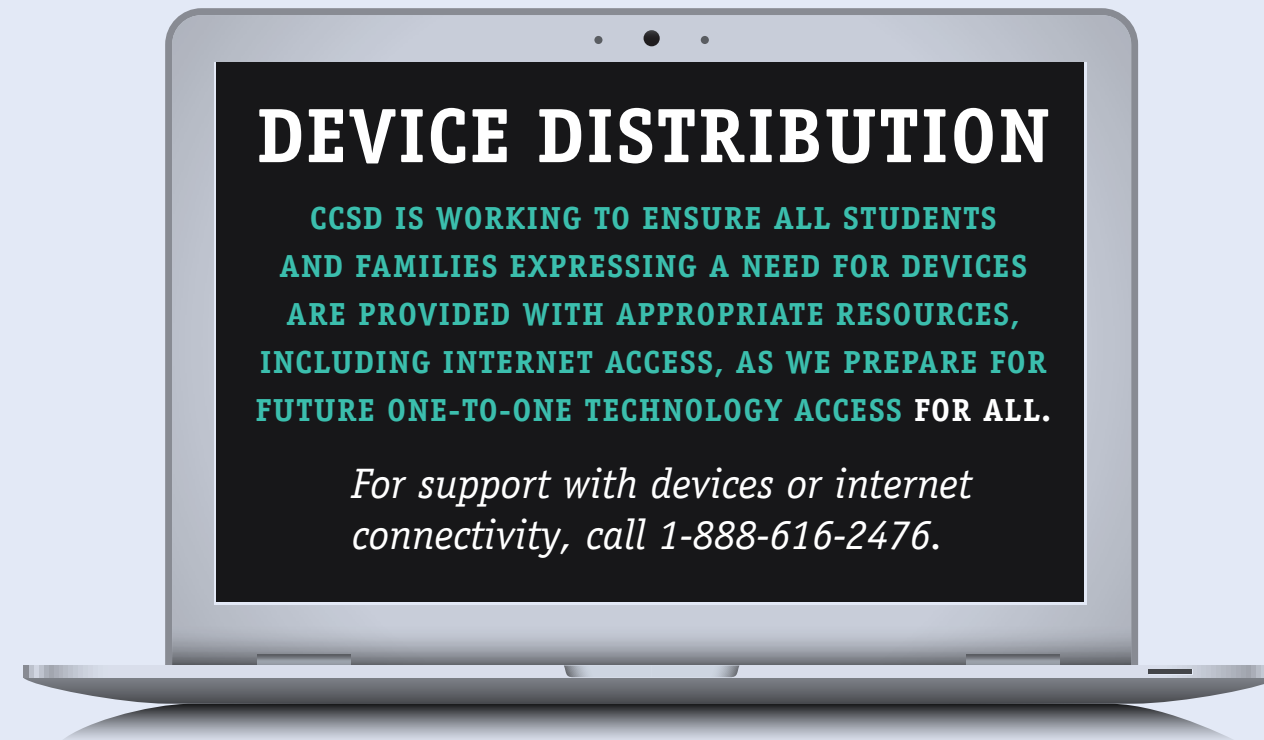 DEVICE DISTRIBUTION
CCSD IS WORKING TO ENSURE ALL STUDENTS
AND FAMILIES EXPRESSING A NEED FOR DEVICES
ARE PROVIDED WITH APPROPRIATE RESOURCES,
INCLUDING INTERNET ACCESS, AS WE PREPARE FOR
FUTURE ONE-TO-ONE TECHNOLOGY ACCESS FOR ALL.
For support with devices or internet
connectivity, call 1-888-616-2476.